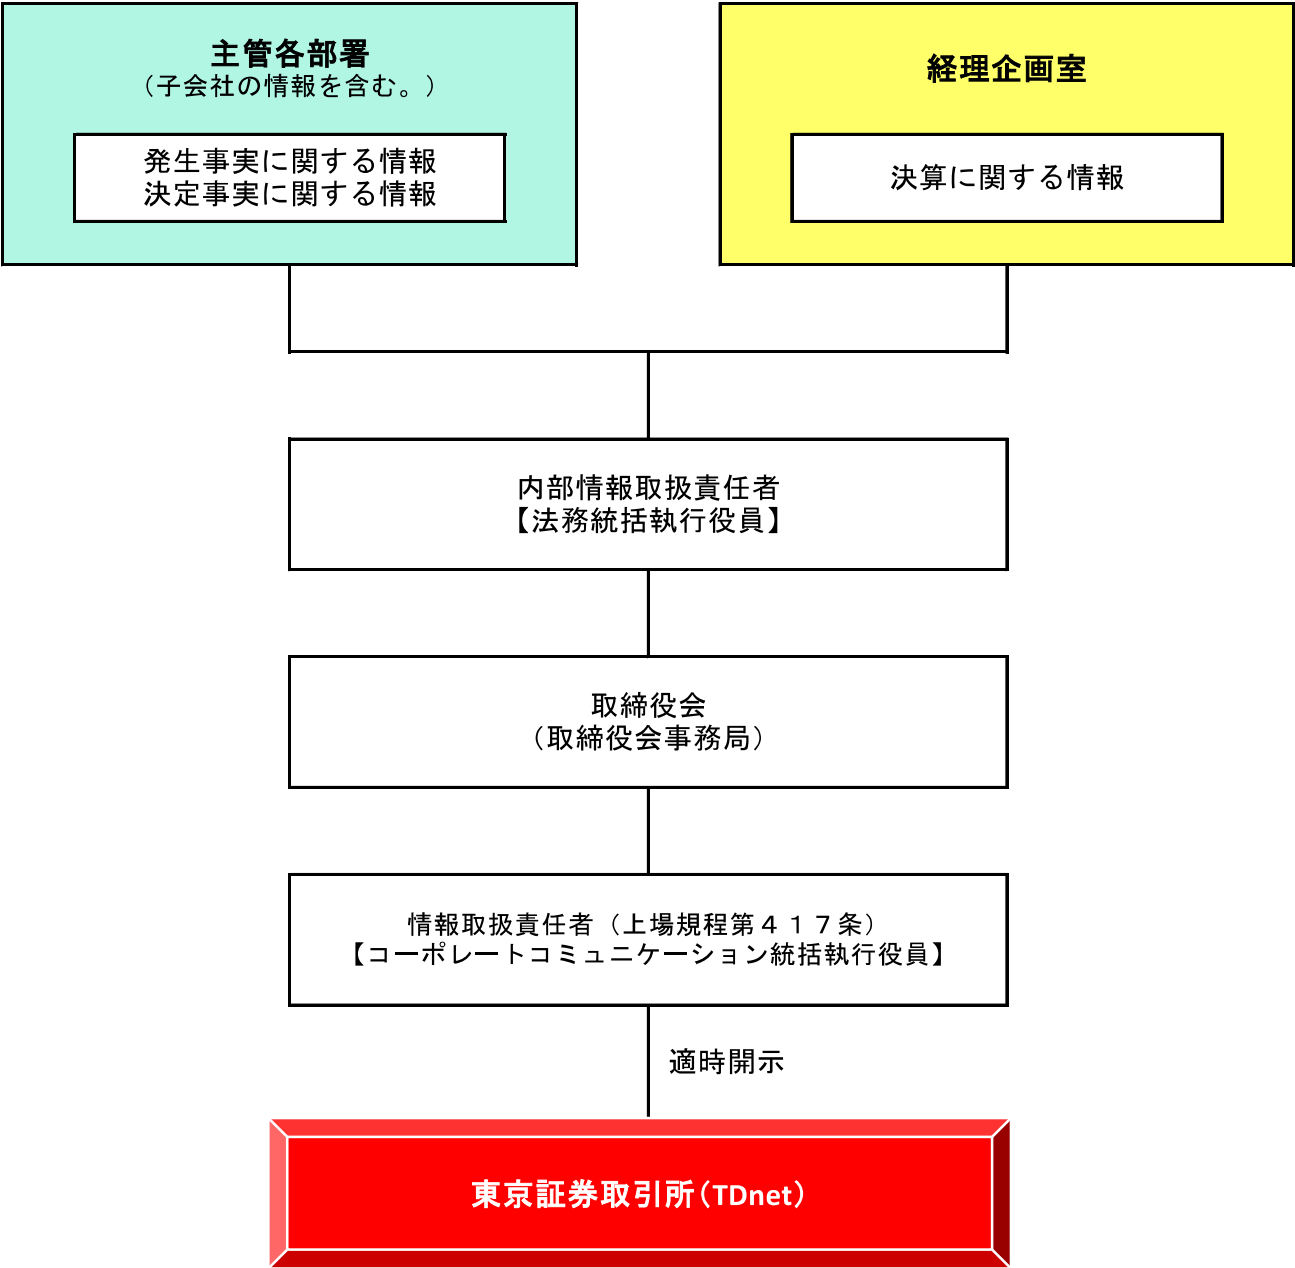 主管各部署
（子会社の情報を含む。）
発生事実に関する情報
決定事実に関する情報
経理企画室
決算に関する情報
内部情報取扱責任者
【法務統括執行役員】
取締役会
（取締役会事務局）
情報取扱責任者（上場規程第４１７条）
【コーポレートコミュニケーション統括執行役員】
適時開示
東京証券取引所（TDnet）